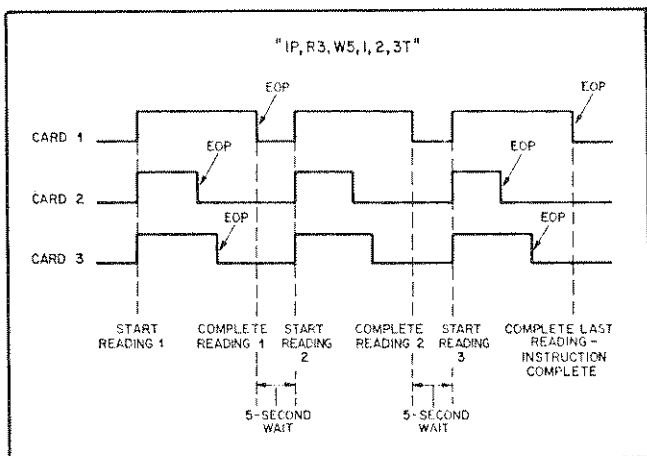 "1P, R3, W5, 1, 2, 3T"
EOP
EOP
CARD 1
EOP
EOP
CARD 2
EOP
EOP
CARD 3
START READING 1
COMPLETE READING 1
START READING 2
COMPLETE READING 2
START READING 3
COMPLETE LAST READING - INSTRUCTION COMPLETE
5-SECOND WAIT
5-SECOND WAIT